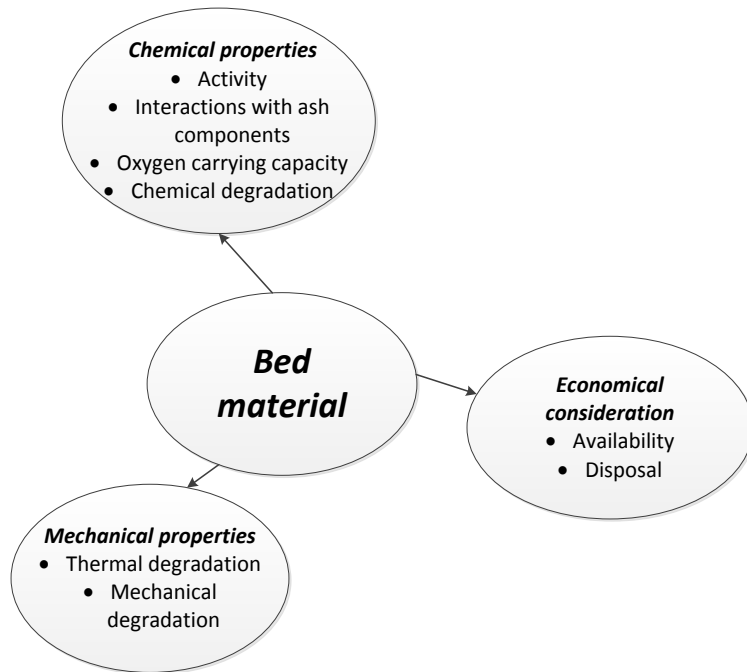 Chemical properties
• Activity
• Interactions with ash
components
• Oxygen carrying capacity
• Chemical degradation
Bed
material
Economical
consideration
• Availability
• Disposal
Mechanical properties
• Thermal degradation
• Mechanical
degradation